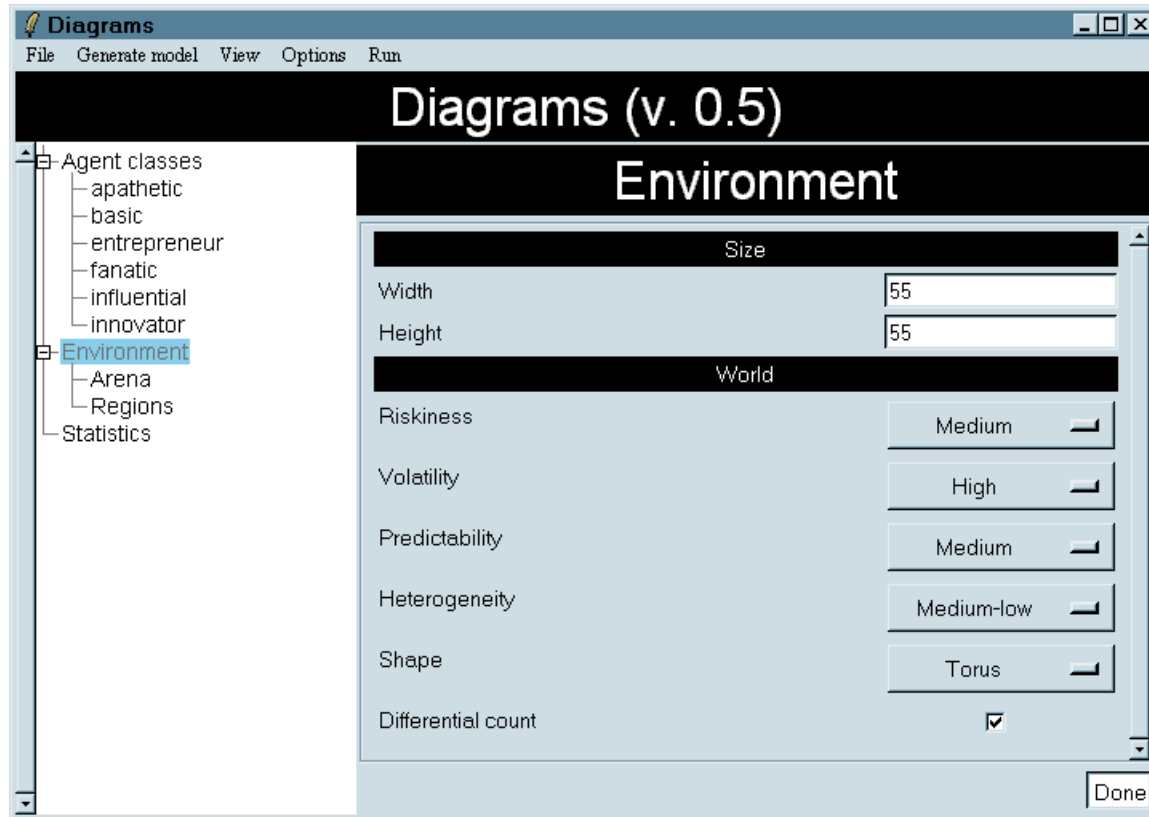 Diagrams
File Generate model View Options Run
Diagrams (v. 0.5)
Agent classes
apathetic
basic
entrepreneur
fanatic
influential
innovator
Environment
Arena
Regions
Statistics
Environment
Size
Width 55
Height 55
World
Riskiness Medium
Volatility High
Predictability Medium
Heterogeneity Medium-low
Shape Torus
Differential count
Done